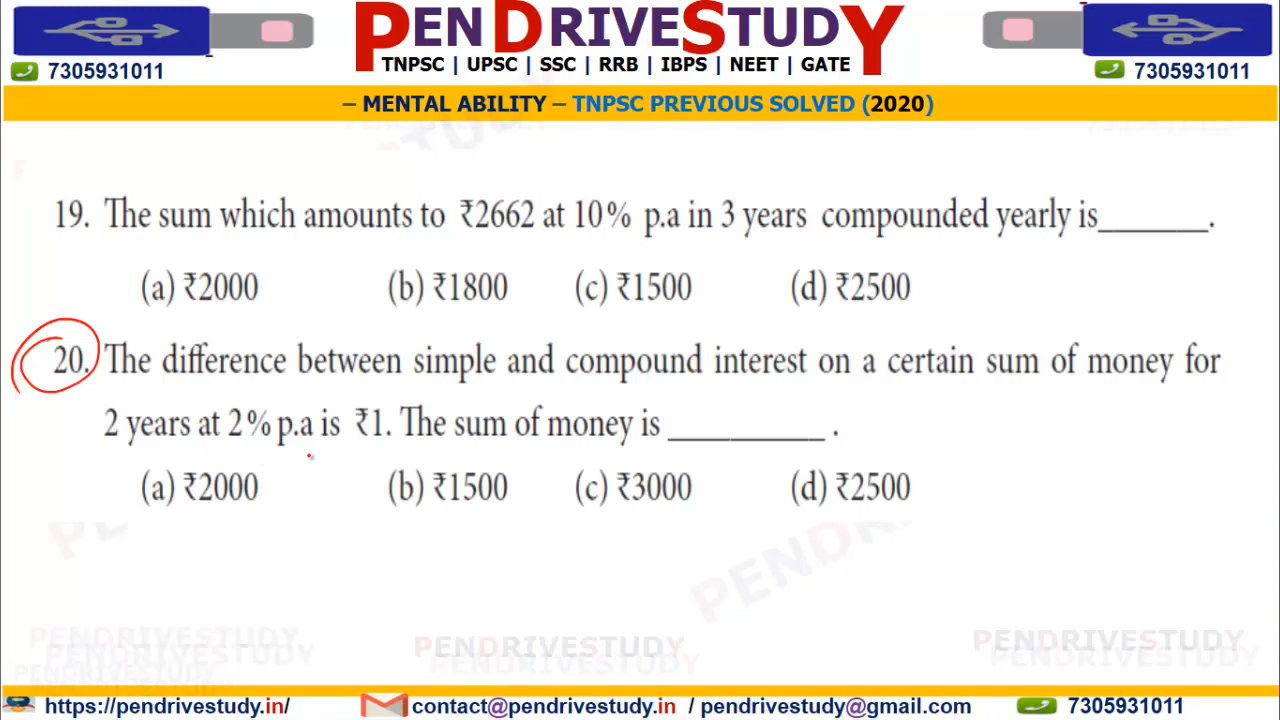 PENDRIVESTUDY
TNPSC | UPSC | SSC | RRB | IBPS | NEET | GATE
7305931011
7305931011
– MENTAL ABILITY – TNPSC PREVIOUS SOLVED (2020)
19. The sum which amounts to ₹2662 at 10% p.a in 3 years compounded yearly is_______.
(a) ₹2000 (b) ₹1800 (c) ₹1500 (d) ₹2500
20. The difference between simple and compound interest on a certain sum of money for
2 years at 2% p.a is ₹1. The sum of money is __________ .
(a) ₹2000 (b) ₹1500 (c) ₹3000 (d) ₹2500
PENDRIVESTUDY
PENDRIVESTUDY
PENDRIVESTUDY
PENDRIVESTUDY
PENDRIVESTUDY
PENDRIVESTUDY
PENDRIVESTUDY
https://pendrivestudy.in/ contact@pendrivestudy.in / pendrivestudy@gmail.com 7305931011